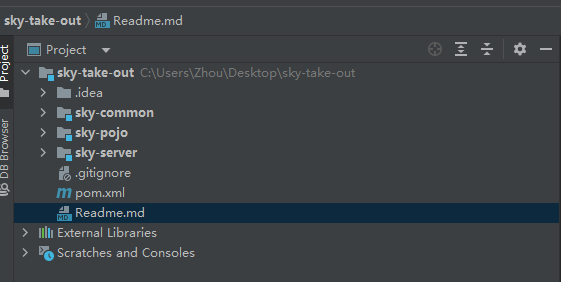 sky-take-out Readme.md
Project
Project
sky-take-out C:\Users\Zhou\Desktop\sky-take-out
.idea
sky-common
sky-pojo
sky-server
.gitignore
pom.xml
Readme.md
External Libraries
Scratches and Consoles
DB Browser